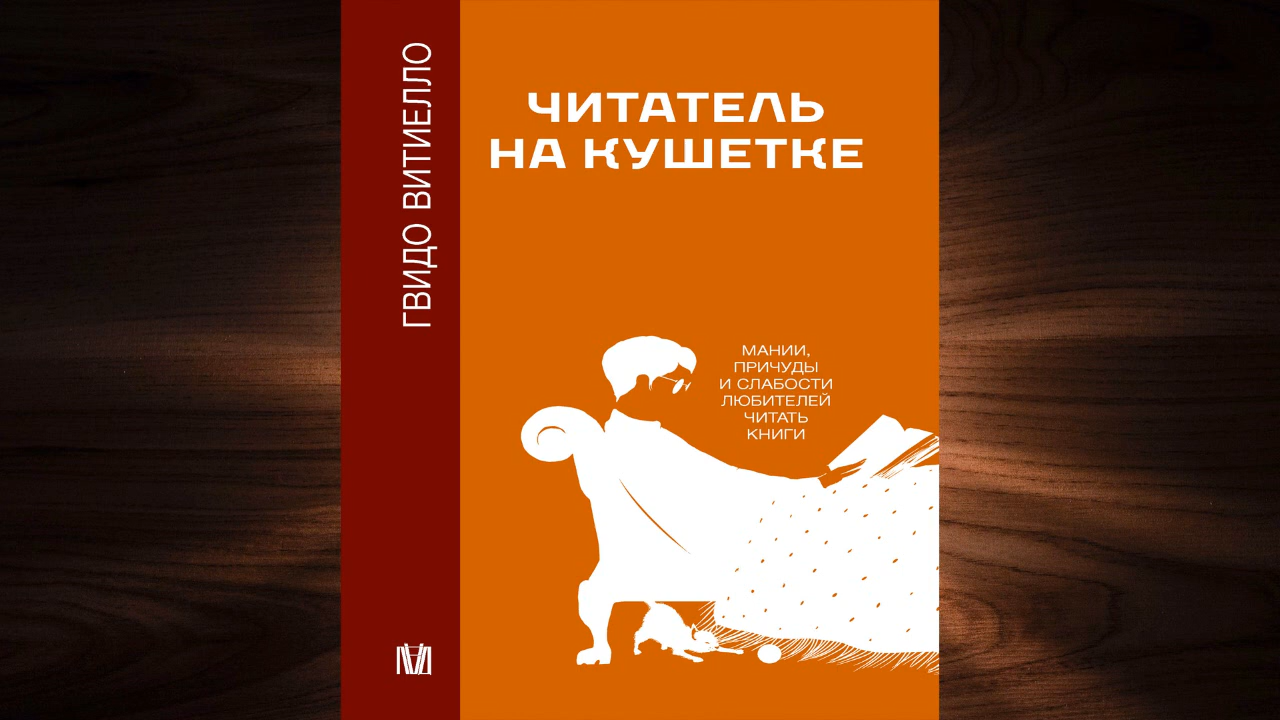 ГВИДО ВИТИЕЛЛО
ЧИТАТЕЛЬ
НА КУШЕТКЕ
МАНИИ,
ПРИЧУДЫ
И СЛАБОСТИ
ЛЮБИТЕЛЕЙ
ЧИТАТЬ
КНИГИ